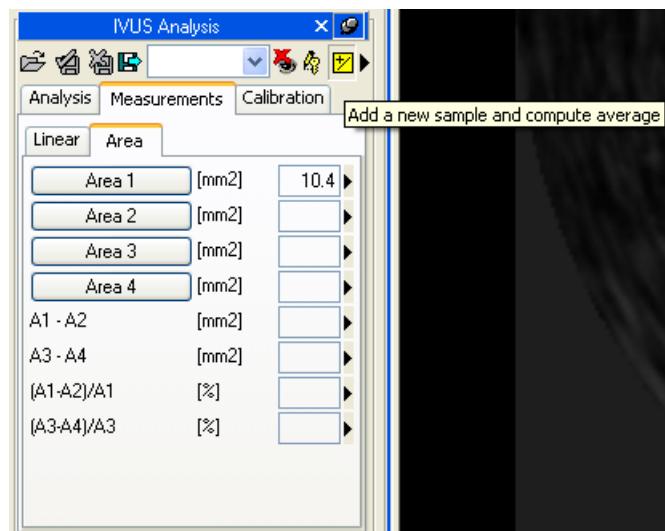 IVUS Analysis
Analysis Measurements Calibration
Add a new sample and compute average
Linear Area
Area 1 [mm2] 10.4
Area 2 [mm2]
Area 3 [mm2]
Area 4 [mm2]
A1 - A2 [mm2]
A3 - A4 [mm2]
(A1-A2)/A1 [%]
(A3-A4)/A3 [%]